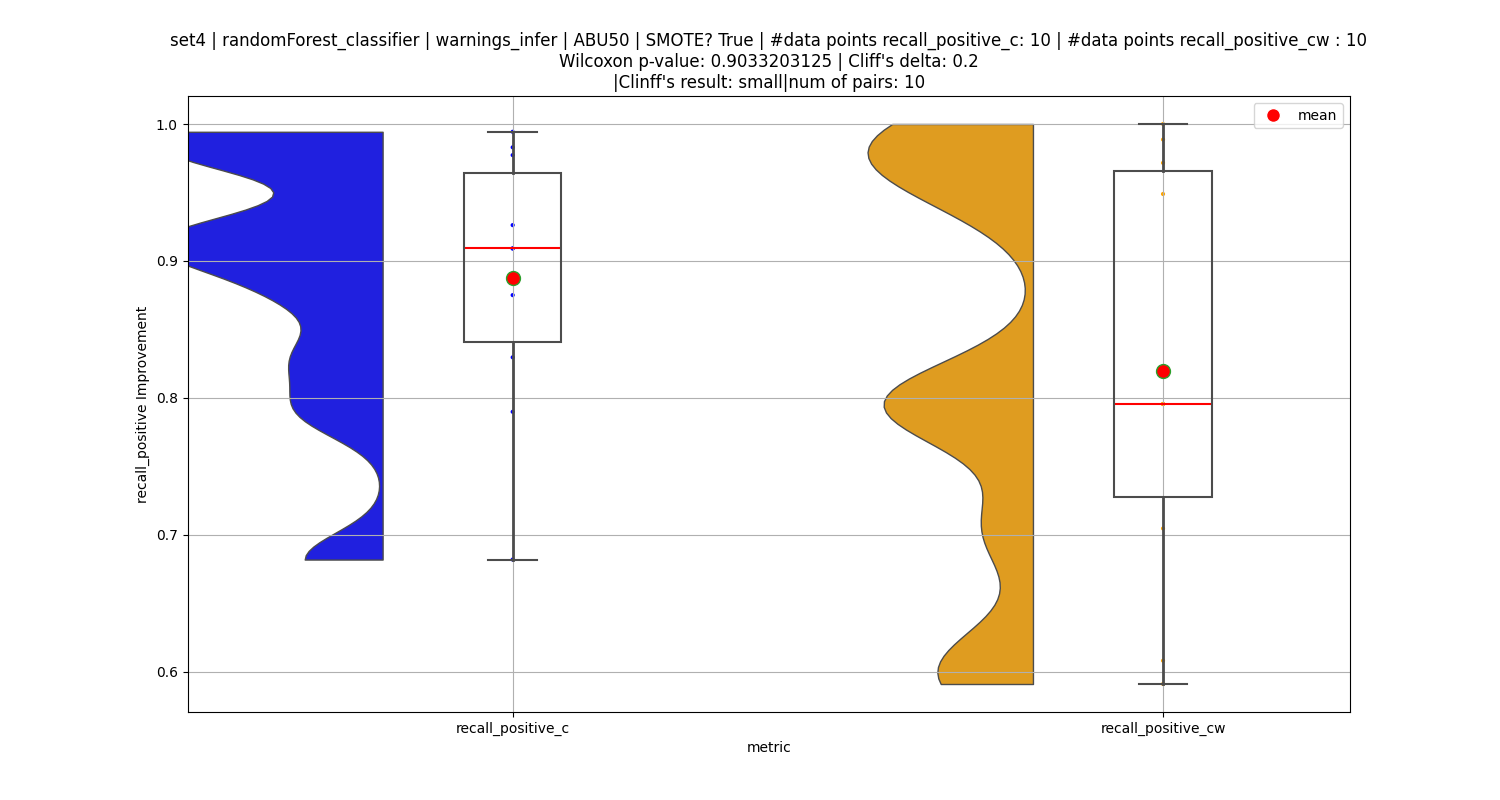 set4 | randomForest_classifier | warnings_infer | ABU50 | SMOTE? True | #data points recall_positive_c: 10 | #data points recall_positive_cw : 10
Wilcoxon p-value: 0.9033203125 | Cliff's delta: 0.2
|Clinff's result: small|num of pairs: 10
mean
1.0
0.9
0.8
0.7
0.6
recall_positive Improvement
recall_positive_c
recall_positive_cw
metric